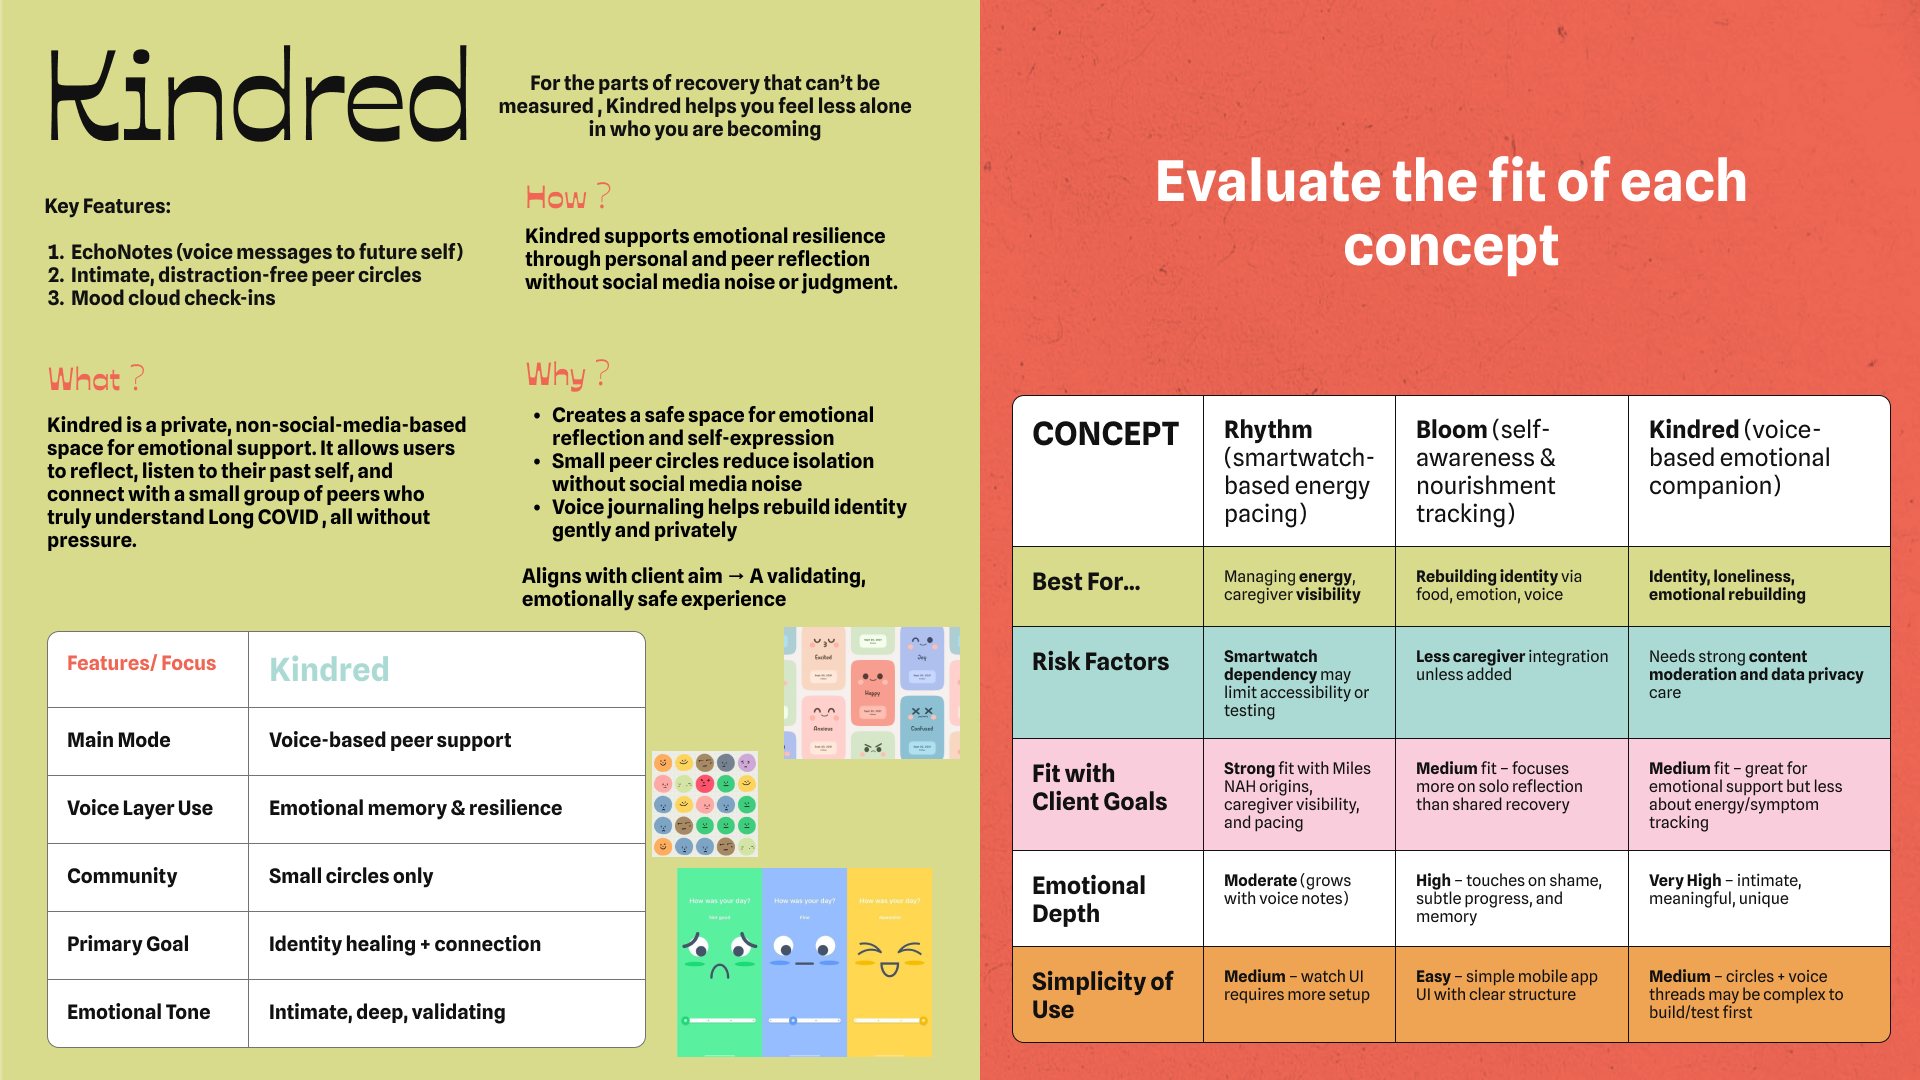 Kindred
For the parts of recovery that can’t be
measured , Kindred helps you feel less alone
in who you are becoming
Key Features:
1. EchoNotes (voice messages to future self)
2. Intimate, distraction-free peer circles
3. Mood cloud check-ins
How ?
Kindred supports emotional resilience
through personal and peer reflection
without social media noise or judgment.
What ?
Kindred is a private, non-social-media-based
space for emotional support. It allows users
to reflect, listen to their past self, and
connect with a small group of peers who
truly understand Long COVID , all without
pressure.
Why ?
• Creates a safe space for emotional
reflection and self-expression
• Small peer circles reduce isolation
without social media noise
• Voice journaling helps rebuild identity
gently and privately
Aligns with client aim → A validating,
emotionally safe experience
Features/ Focus
Kindred
Main Mode
Voice-based peer support
Voice Layer Use
Emotional memory & resilience
Community
Small circles only
Primary Goal
Identity healing + connection
Emotional Tone
Intimate, deep, validating
Excited
Joy
Happy
Anxious
Confused
How was your day?
Not good
How was your day?
Fine
How was your day?
Evaluate the fit of each
concept
CONCEPT
Rhythm
(smartwatch-
based energy
pacing)
Bloom (self-
awareness &
nourishment
tracking)
Kindred (voice-
based emotional
companion)
Best For...
Managing energy,
caregiver visibility
Rebuilding identity via
food, emotion, voice
Identity, loneliness,
emotional rebuilding
Risk Factors
Smartwatch
dependency may
limit accessibility or
testing
Less caregiver integration
unless added
Needs strong content
moderation and data privacy
care
Fit with
Client Goals
Strong fit with Miles
NAH origins,
caregiver visibility,
and pacing
Medium fit – focuses
more on solo reflection
than shared recovery
Medium fit – great for
emotional support but less
about energy/symptom
tracking
Emotional
Depth
Moderate (grows
with voice notes)
High – touches on shame,
subtle progress, and
memory
Very High – intimate,
meaningful, unique
Simplicity of
Use
Medium – watch UI
requires more setup
Easy – simple mobile app
UI with clear structure
Medium – circles + voice
threads may be complex to
build/test first